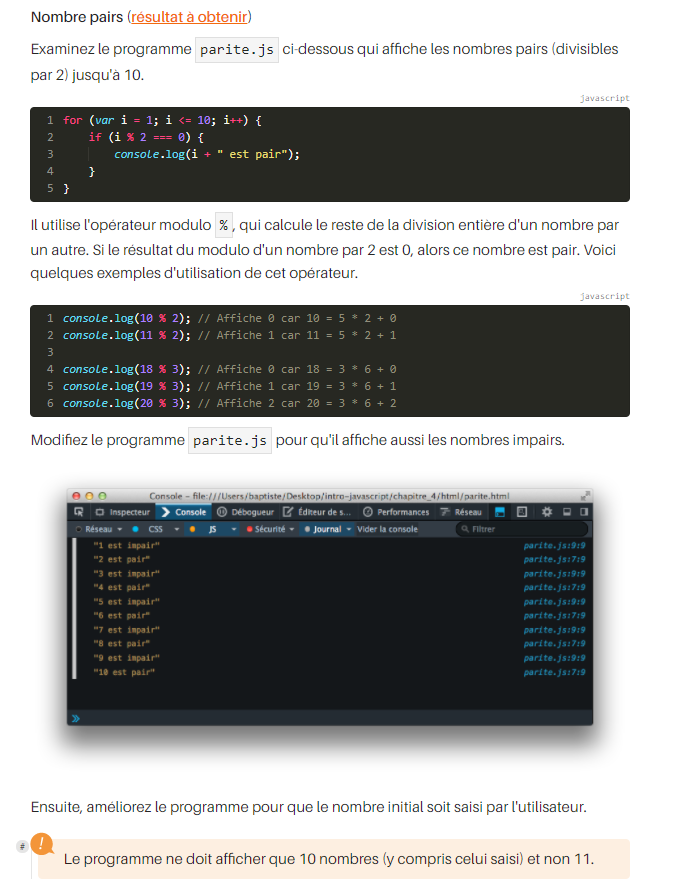 Nombre pairs (résultat à obtenir)
Examinez le programme parite.js ci-dessous qui affiche les nombres pairs (divisibles
par 2) jusqu'à 10.
javascript
1 for (var i = 1; i <= 10; i++) {
2     if (i % 2 === 0) {
3         console.log(i + " est pair");
4     }
5 }
Il utilise l'opérateur modulo %, qui calcule le reste de la division entière d'un nombre par
un autre. Si le résultat du modulo d'un nombre par 2 est 0, alors ce nombre est pair. Voici
quelques exemples d'utilisation de cet opérateur.
javascript
1 console.log(10 % 2); // Affiche 0 car 10 = 5 * 2 + 0
2 console.log(11 % 2); // Affiche 1 car 11 = 5 * 2 + 1
3
4 console.log(18 % 3); // Affiche 0 car 18 = 3 * 6 + 0
5 console.log(19 % 3); // Affiche 1 car 19 = 3 * 6 + 1
6 console.log(20 % 3); // Affiche 2 car 20 = 3 * 6 + 2
Modifiez le programme parite.js pour qu'il affiche aussi les nombres impairs.
Console - file:///Users/baptiste/Desktop/intro-javascript/chapitre_4/html/parite.html
Inspecteur Console Débogueur Éditeur de s... Performances Réseau
Réseau CSS JS Sécurité Journal Vider la console Filtrer
"1 est impair" parite.js:9:9
"2 est pair" parite.js:7:9
"3 est impair" parite.js:9:9
"4 est pair" parite.js:7:9
"5 est impair" parite.js:9:9
"6 est pair" parite.js:7:9
"7 est impair" parite.js:9:9
"8 est pair" parite.js:7:9
"9 est impair" parite.js:9:9
"10 est pair" parite.js:7:9
Ensuite, améliorez le programme pour que le nombre initial soit saisi par l'utilisateur.
# !
Le programme ne doit afficher que 10 nombres (y compris celui saisi) et non 11.